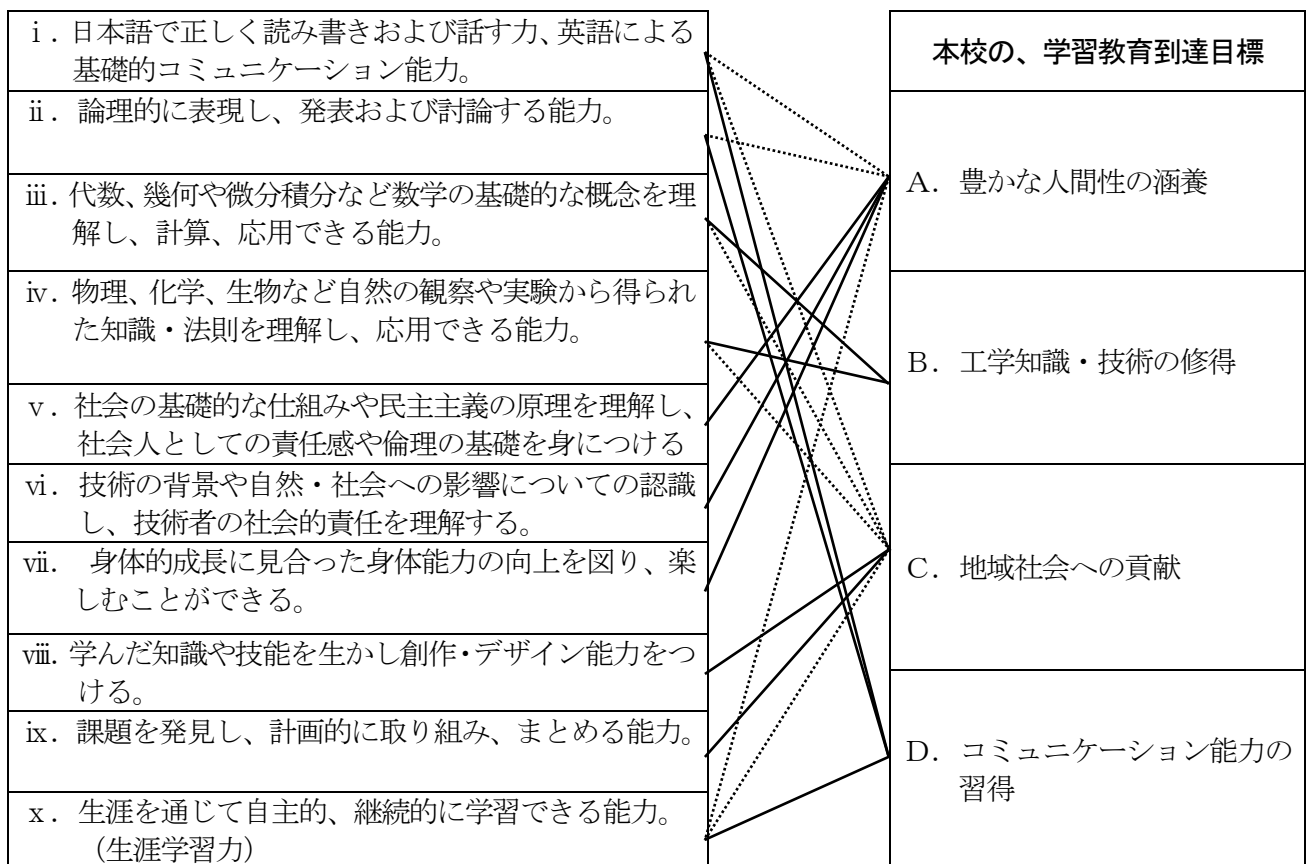 ⅰ. 日本語で正しく読み書きおよび話す力、英語による
基礎的コミュニケーション能力。
ⅱ. 論理的に表現し、発表および討論する能力。
ⅲ. 代数、幾何や微分積分など数学の基礎的な概念を理
解し、計算、応用できる能力。
ⅳ. 物理、化学、生物など自然の観察や実験から得られ
た知識・法則を理解し、応用できる能力。
ⅴ. 社会の基礎的な仕組みや民主主義の原理を理解し、
社会人としての責任感や倫理の基礎を身につける
ⅵ. 技術の背景や自然・社会への影響についての認識
し、技術者の社会的責任を理解する。
ⅶ. 身体的成長に見合った身体能力の向上を図り、楽
しむことができる。
ⅷ. 学んだ知識や技能を生かし創作・デザイン能力をつ
ける。
ⅸ. 課題を発見し、計画的に取り組み、まとめる能力。
ⅹ. 生涯を通じて自主的、継続的に学習できる能力。
(生涯学習力)
本校の、学習教育到達目標
A. 豊かな人間性の涵養
B. 工学知識・技術の修得
C. 地域社会への貢献
D. コミュニケーション能力の
習得